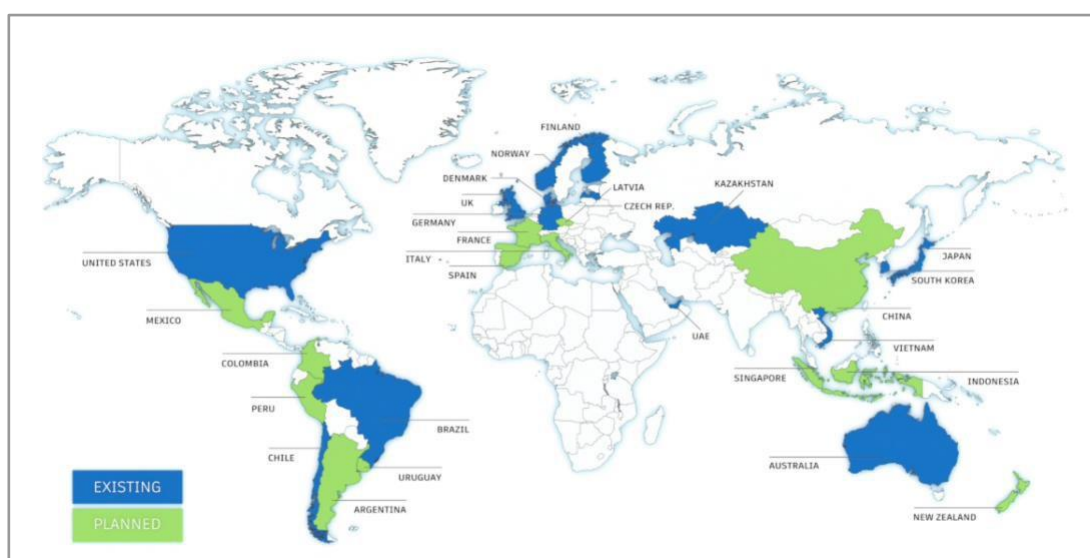 FINLAND
NORWAY
DENMARK
LATVIA
KAZAKHSTAN
UK
CZECH REP.
GERMANY
FRANCE
ITALY
SPAIN
UNITED STATES
JAPAN
SOUTH KOREA
MEXICO
CHINA
UAE
VIETNAM
COLOMBIA
SINGAPORE
INDONESIA
PERU
BRAZIL
CHILE
AUSTRALIA
URUGUAY
EXISTING
ARGENTINA
NEW ZEALAND
PLANNED